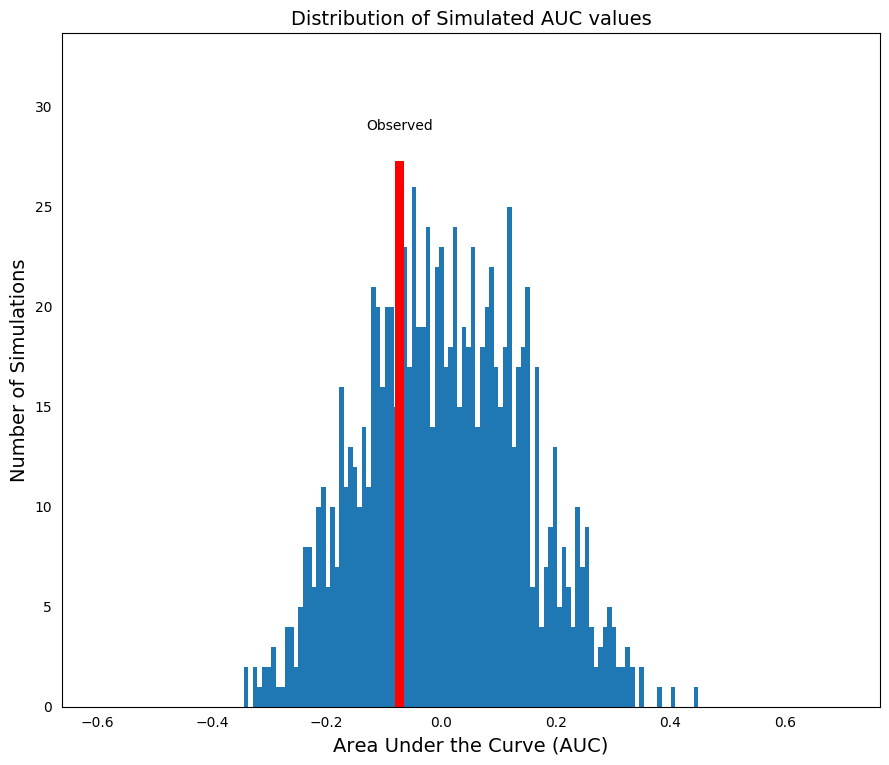 Distribution of Simulated AUC values
Number of Simulations
30
25
20
15
10
5
0
Observed
−0.6 −0.4 −0.2 0.0 0.2 0.4 0.6
Area Under the Curve (AUC)